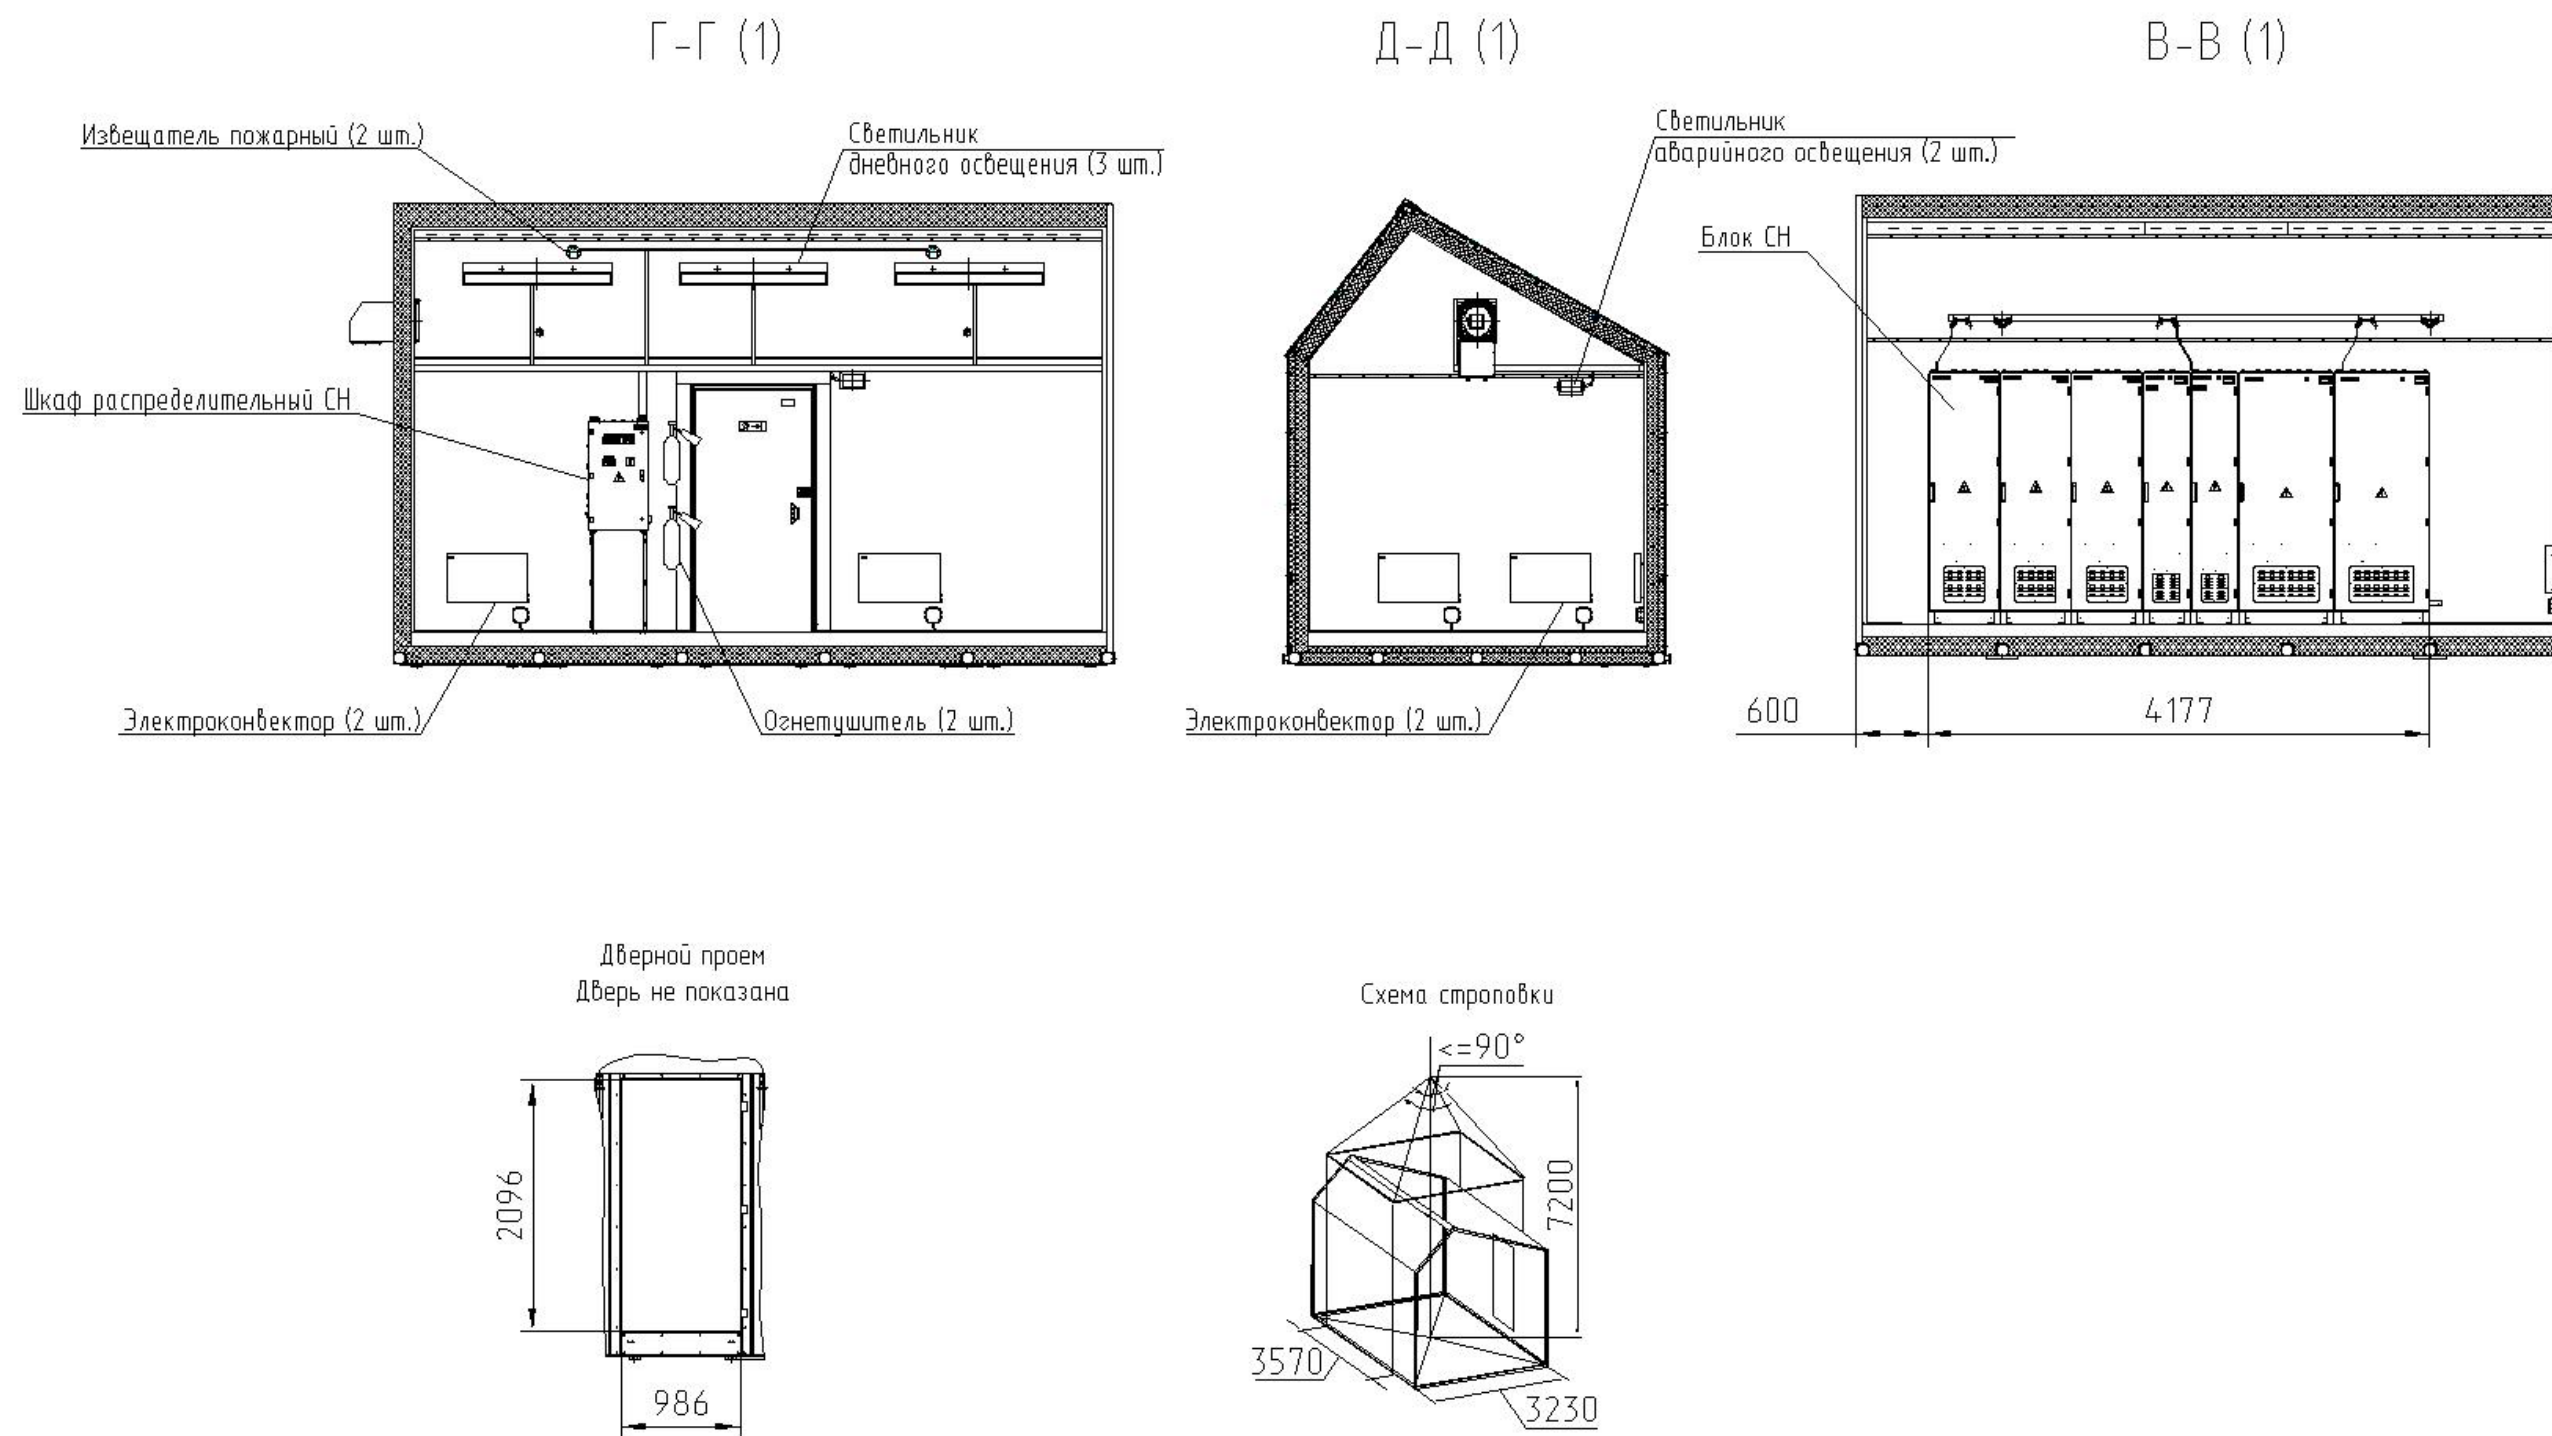 Г-Г (1)
Д-Д (1)
В-В (1)
Извещатель пожарный (2 шт.)
Светильник
дневного освещения (3 шт.)
Светильник
аварийного освещения (2 шт.)
Блок СН
Шкаф распределительный СН
Электроконвектор (2 шт.)
Огнетушитель (2 шт.)
Электроконвектор (2 шт.)
600
4177
Дверной проем
Дверь не показана
Схема строповки
<=90°
2096
7200
3570
986
3230